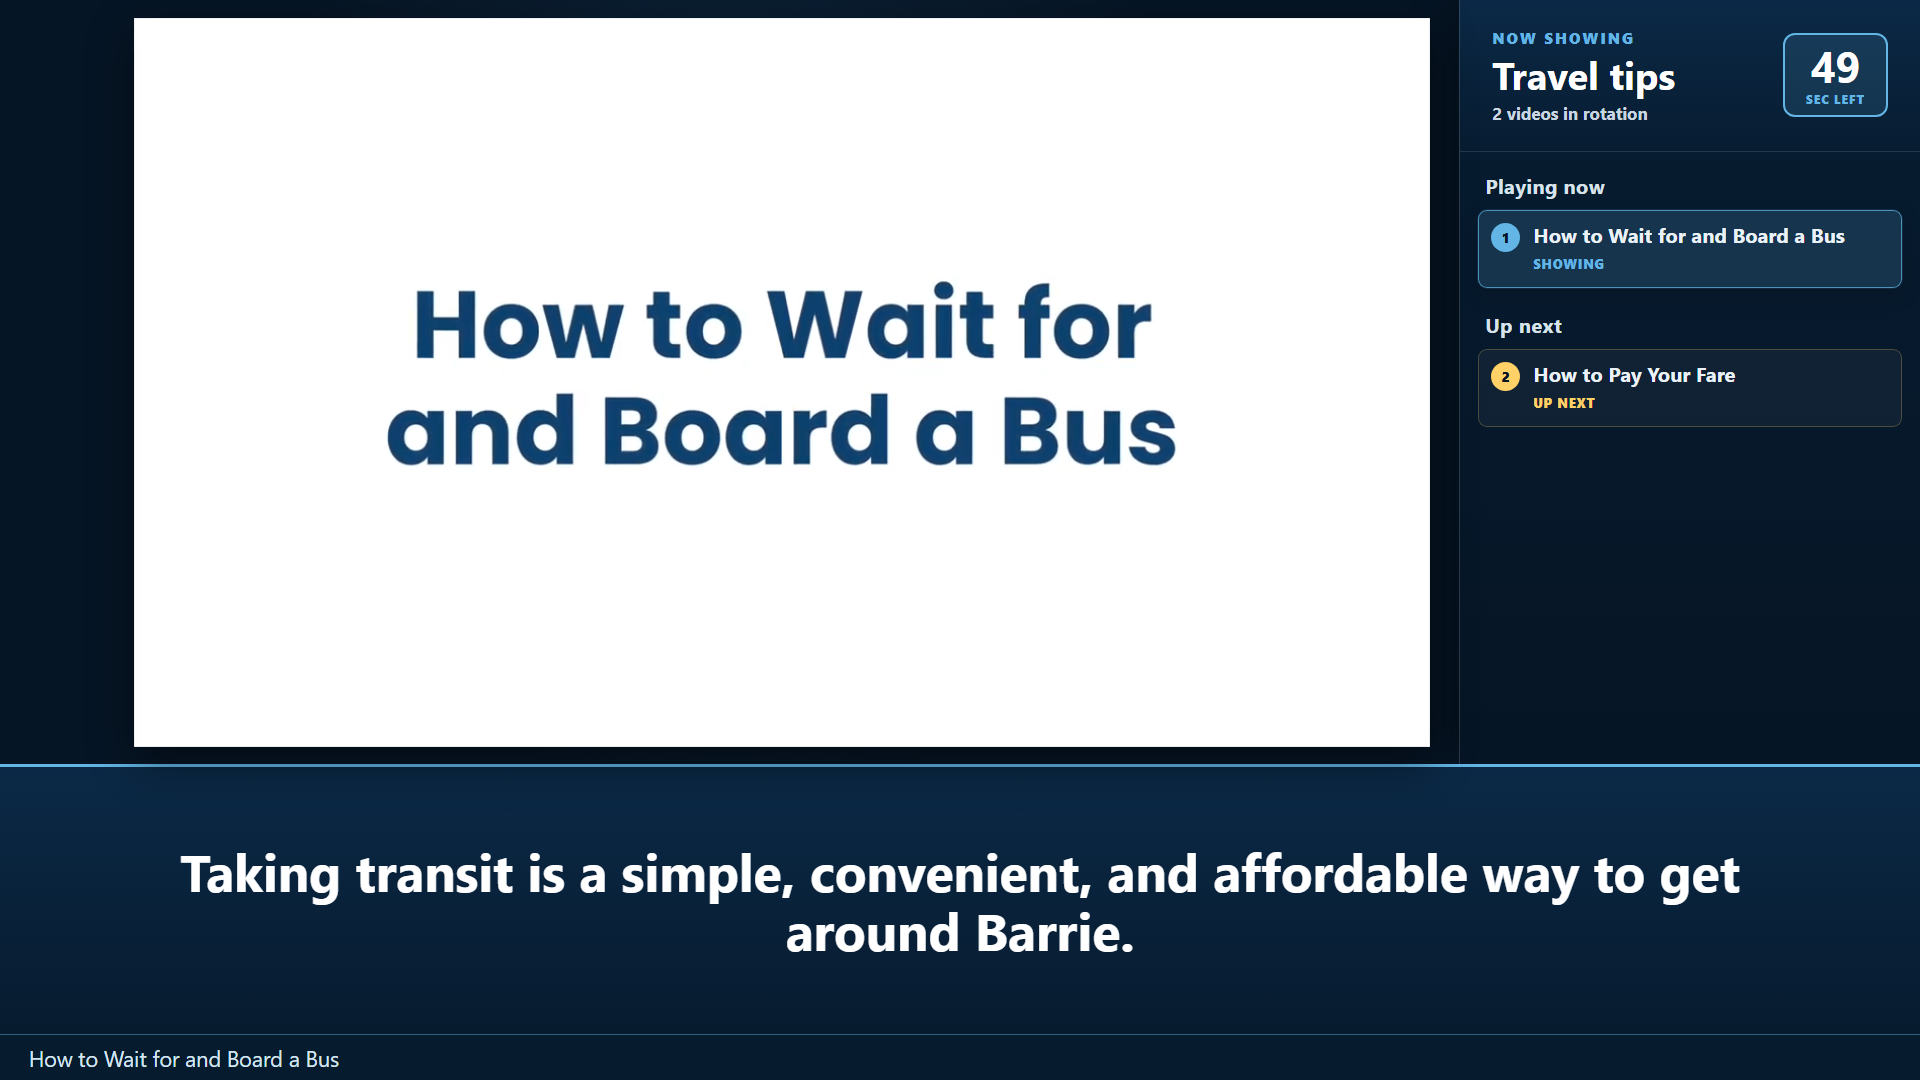 How to Wait for
and Board a Bus
NOW SHOWING
Travel tips
2 videos in rotation
49
SEC LEFT
Playing now
1
How to Wait for and Board a Bus
SHOWING
Up next
2
How to Pay Your Fare
UP NEXT
Taking transit is a simple, convenient, and affordable way to get
around Barrie.
How to Wait for and Board a Bus